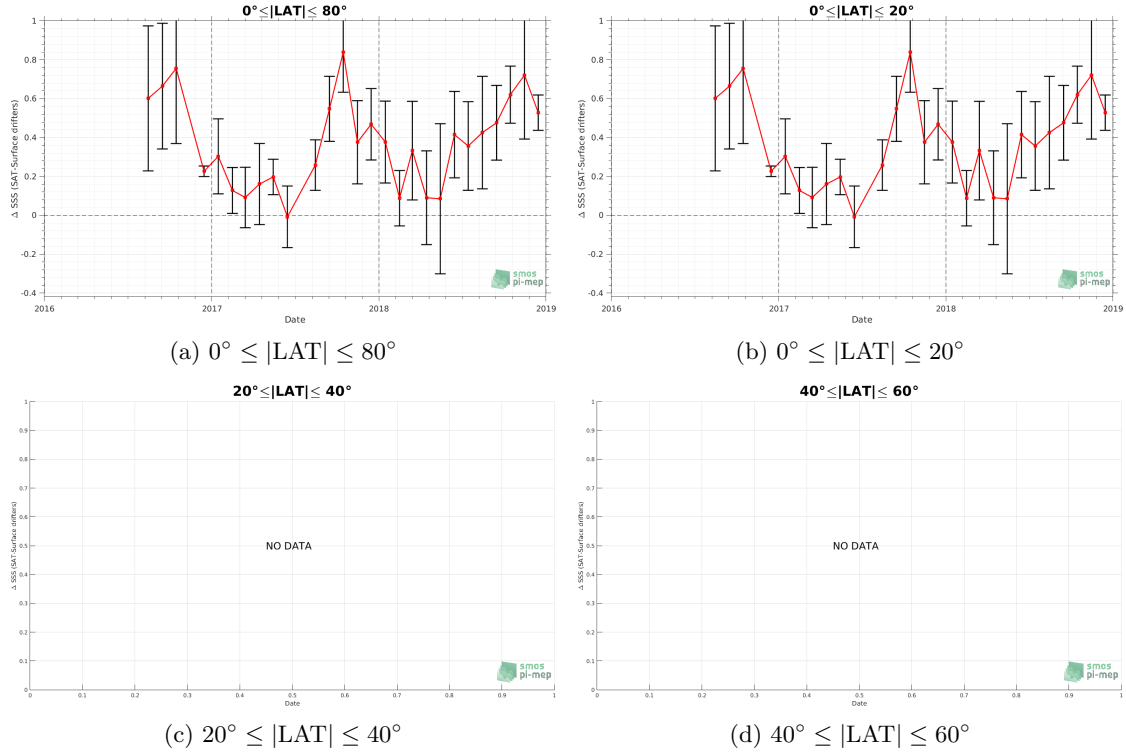 0°≤|LAT|≤ 80°
Δ SSS (SAT-Surface drifters)
1
0.8
0.6
0.4
0.2
0
-0.2
-0.4
2016 2017 2018 2019
Date
smos
pi-mep
(a) 0° ≤ |LAT| ≤ 80°
0°≤|LAT|≤ 20°
Δ SSS (SAT-Surface drifters)
1
0.8
0.6
0.4
0.2
0
-0.2
-0.4
2016 2017 2018 2019
Date
smos
pi-mep
(b) 0° ≤ |LAT| ≤ 20°
20°≤|LAT|≤ 40°
Δ SSS (SAT-Surface drifters)
1
0.9
0.8
0.7
0.6
0.5
0.4
0.3
0.2
0.1
0
NO DATA
0 0.1 0.2 0.3 0.4 0.5 0.6 0.7 0.8 0.9 1
Date
smos
pi-mep
(c) 20° ≤ |LAT| ≤ 40°
40°≤|LAT|≤ 60°
Δ SSS (SAT-Surface drifters)
1
0.9
0.8
0.7
0.6
0.5
0.4
0.3
0.2
0.1
0
NO DATA
0 0.1 0.2 0.3 0.4 0.5 0.6 0.7 0.8 0.9 1
Date
smos
pi-mep
(d) 40° ≤ |LAT| ≤ 60°